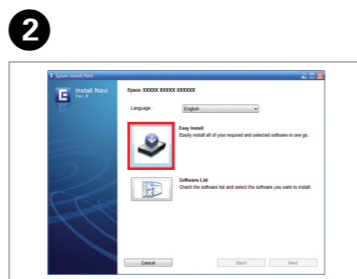 2
Epson Install Navi
Install Navi
Epson XXXXX XXXXX XXXXXX
Language :
English
Easy Install
Easily install all of your required and selected software in one go.
Software List
Check the software list and select the software you want to install.
Cancel
Back
Next